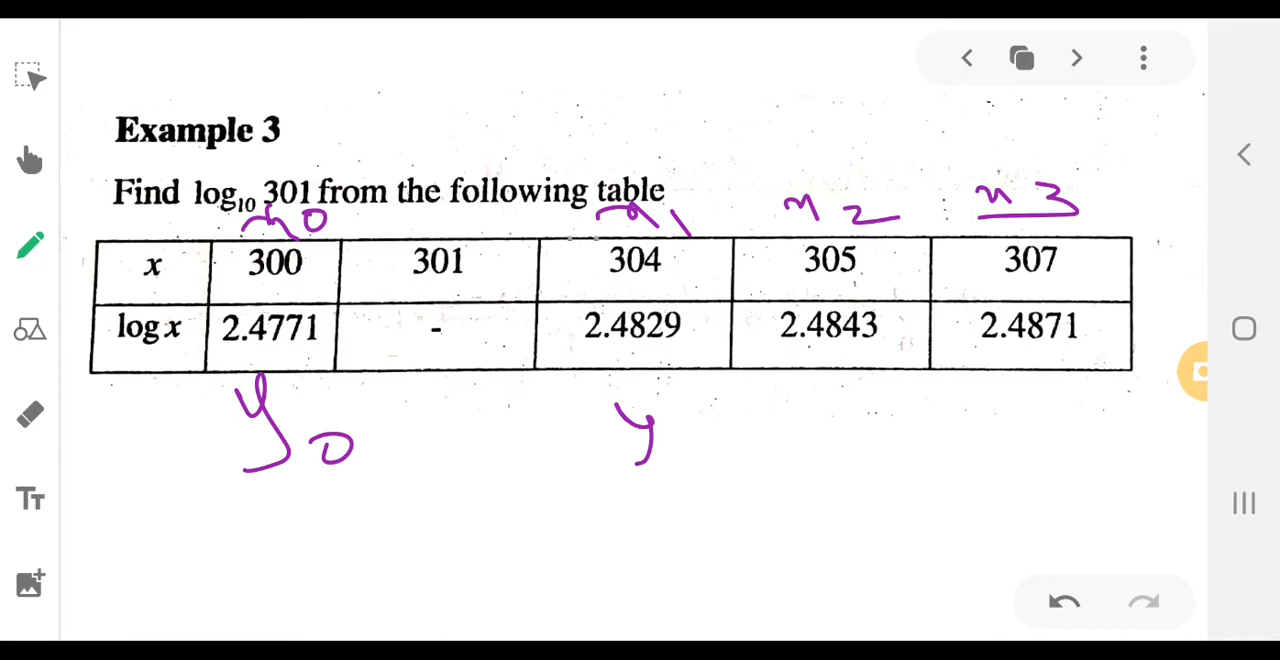 Example 3
Find log₁₀ 301 from the following table
x0 x1 x2 x3
x 300 301 304 305 307
log x 2.4771 - 2.4829 2.4843 2.4871
y0 y
Tт